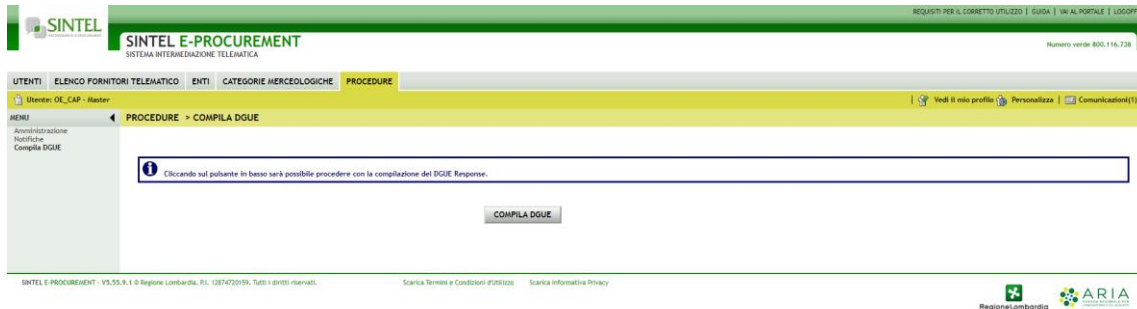 REQUISITI PER IL CORRETTO UTILIZZO | GUIDA | VAI AL PORTALE | LOGOFF
SINTEL
SINTEL E-PROCUREMENT
SISTEMA INTERMEDIAZIONE TELEMATICA
Numero verde 800.116.738
UTENTI ELENCO FORNITORI TELEMATICO ENTI CATEGORIE MERCEOLOGICHE PROCEDURE
Utente: OE_CAP - Master | Vedi il mio profilo Personalizza | Comunicazioni(1)
MENU PROCEDURE > COMPILA DGUE
Amministrazione
Notifiche
Compila DGUE
Cliccando sul pulsante in basso sarà possibile procedere con la compilazione del DGUE Response.
COMPILA DGUE
SINTEL E-PROCUREMENT - V5.55.9.1 © Regione Lombardia. P.I. 12874720159. Tutti i diritti riservati. Scarica Termini e Condizioni d'Utilizzo Scarica Informativa Privacy
RegioneLombardia
ARIA